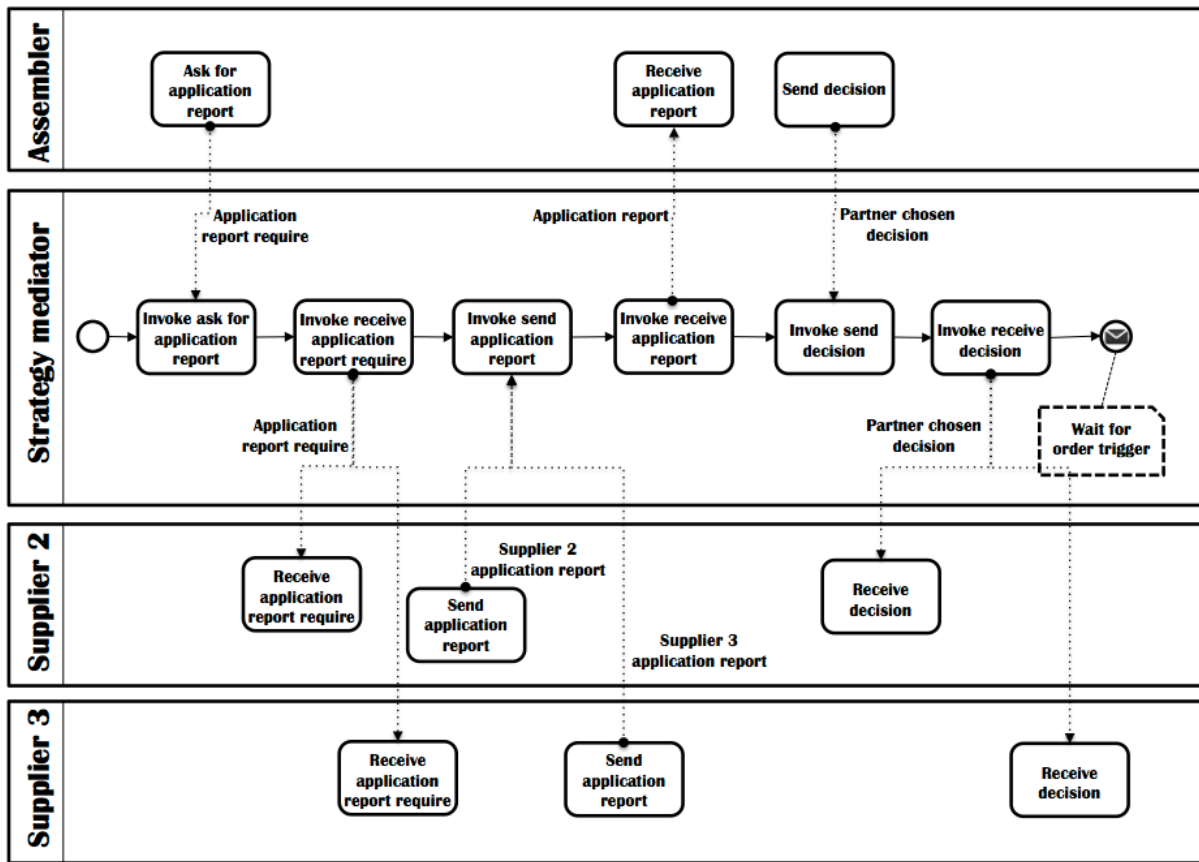 Assembler
Ask for
application
report
Receive
application
report
Send decision
Strategy mediator
Application
report require
Application report
Partner chosen
decision
Invoke ask for
application
report
Invoke receive
application
report require
Invoke send
application
report
Invoke receive
application
report
Invoke send
decision
Invoke receive
decision
Application
report require
Partner chosen
decision
Wait for
order trigger
Supplier 2
Receive
application
report require
Supplier 2
application report
Send
application
report
Receive
decision
Supplier 3
application report
Supplier 3
Receive
application
report require
Send
application
report
Receive
decision